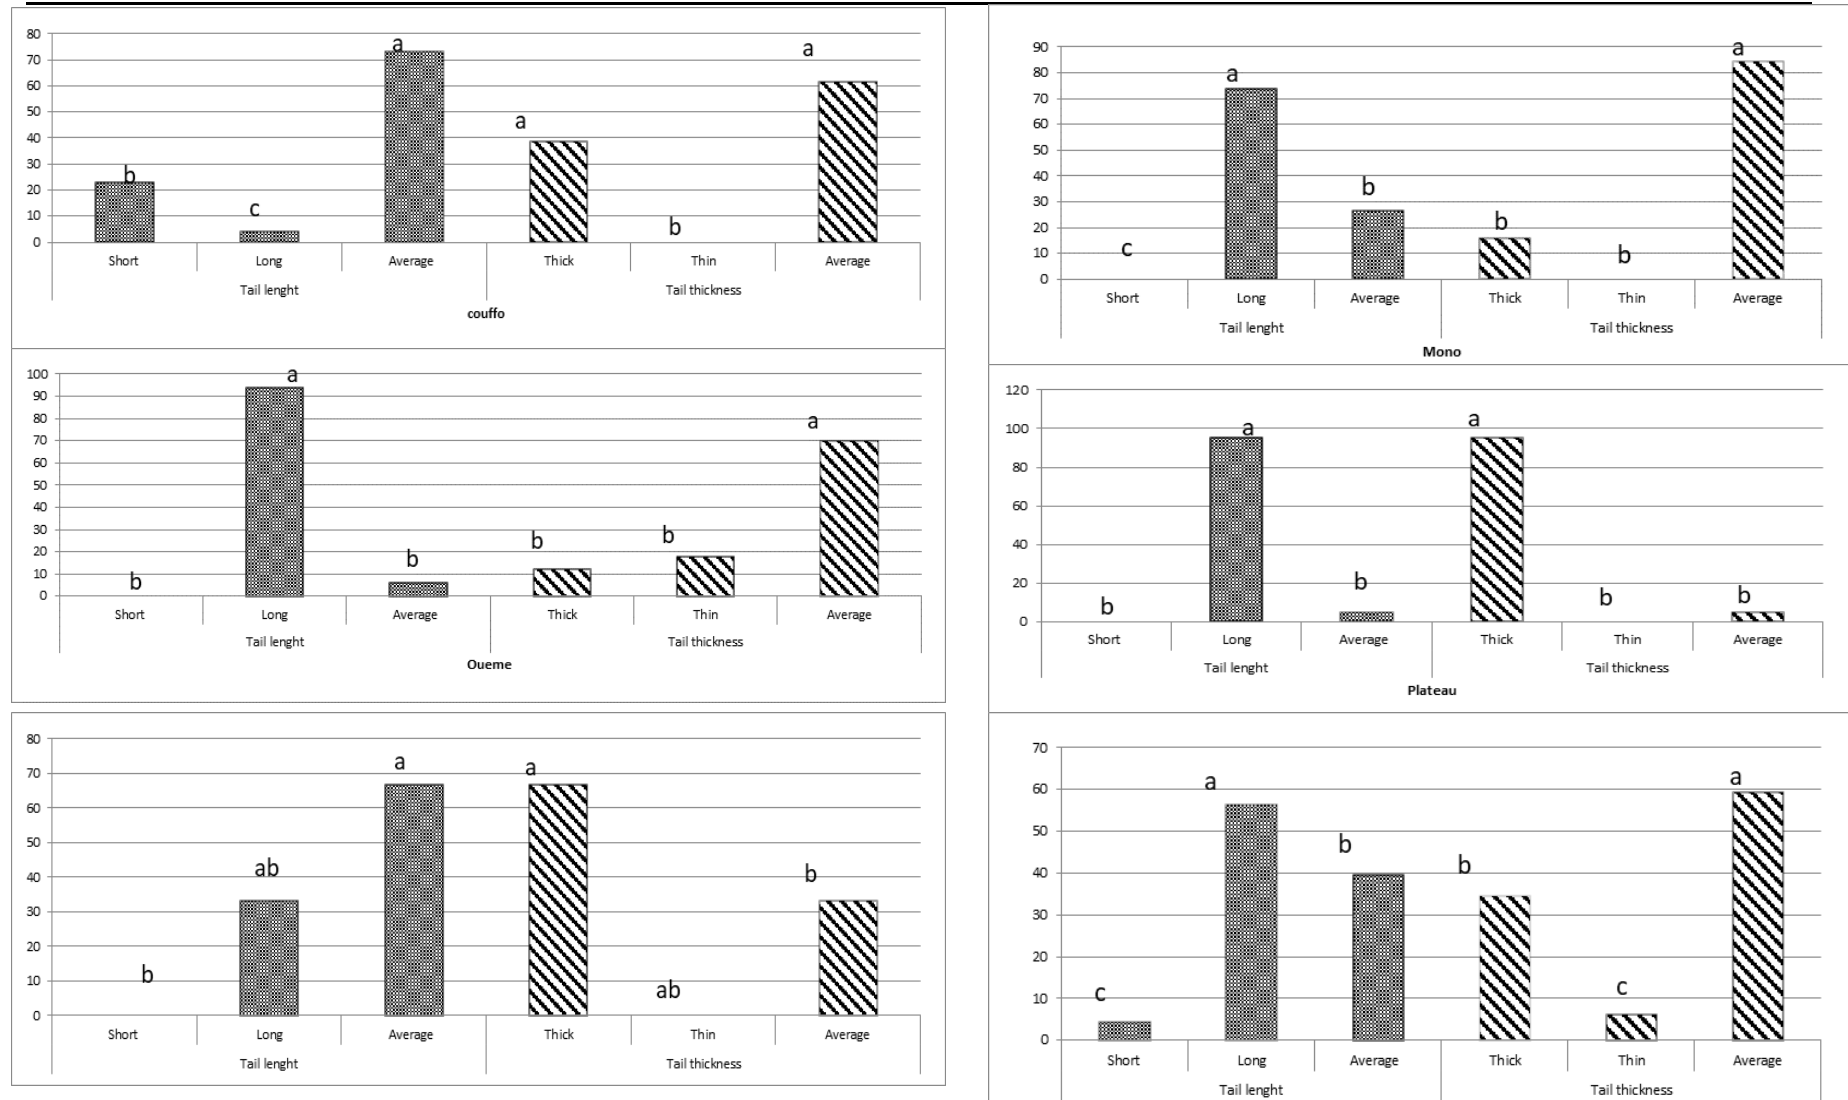 80
70
60
50
40
30
20
10
0
a
a
a
b
c
b
Short Long Average Thick Thin Average
Tail lenght Tail thickness
couffo
90
80
70
60
50
40
30
20
10
0
a
a
b
b
c
b
Short Long Average Thick Thin Average
Tail lenght Tail thickness
Mono
100
90
80
70
60
50
40
30
20
10
0
a
a
b
b
b
b
Short Long Average Thick Thin Average
Tail lenght Tail thickness
Oueme
120
100
80
60
40
20
0
a
a
b
b
b
b
Short Long Average Thick Thin Average
Tail lenght Tail thickness
Plateau
80
70
60
50
40
30
20
10
0
a
a
ab
b
b
ab
Short Long Average Thick Thin Average
Tail lenght Tail thickness
70
60
50
40
30
20
10
0
a
a
b
b
c
c
Short Long Average Thick Thin Average
Tail lenght Tail thickness